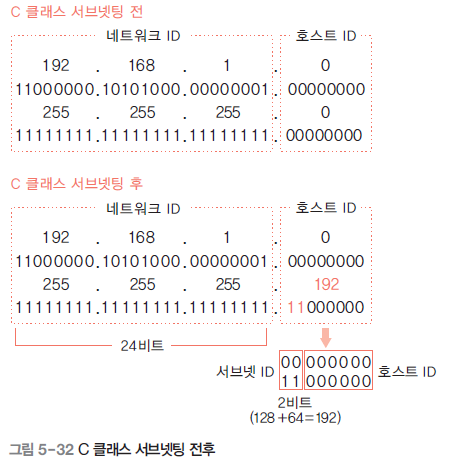 C 클래스 서브넷팅 전
네트워크 ID 호스트 ID
192 . 168 . 1 . 0
11000000.10101000.00000001.00000000
255 . 255 . 255 . 0
11111111.11111111.11111111.00000000
C 클래스 서브넷팅 후
네트워크 ID 호스트 ID
192 . 168 . 1 . 0
11000000.10101000.00000001.00000000
255 . 255 . 255 . 192
11111111.11111111.11111111.11000000
24비트
서브넷 ID 00 000000 호스트 ID
11 000000
2비트
(128+64=192)
그림 5-32 C 클래스 서브넷팅 전후